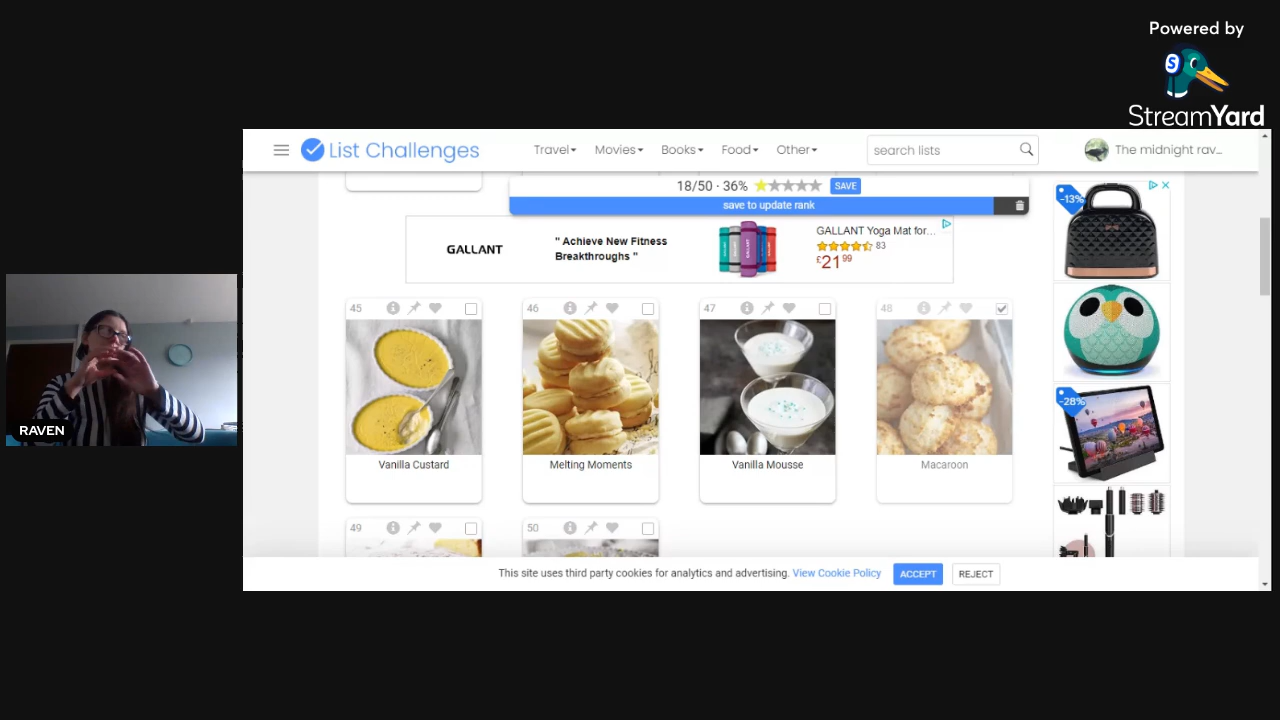 Powered by
S
StreamYard
List Challenges
Travel
Movies
Books
Food
Other
search lists
The midnight rav...
18/50 · 36%
SAVE
save to update rank
GALLANT
" Achieve New Fitness
Breakthroughs "
GALLANT Yoga Mat for...
83
£21 99
-13%
-28%
45
46
47
48
Vanilla Custard
Melting Moments
Vanilla Mousse
Macaroon
49
50
RAVEN
This site uses third party cookies for analytics and advertising. View Cookie Policy
ACCEPT
REJECT